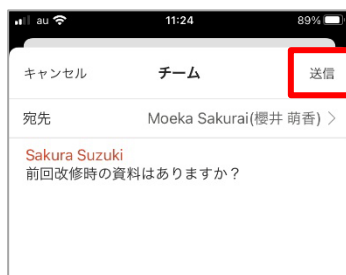 au 11:24 89%
キャンセル チーム 送信
宛先 Moeka Sakurai(櫻井 萌香)
Sakura Suzuki
前回改修時の資料はありますか？